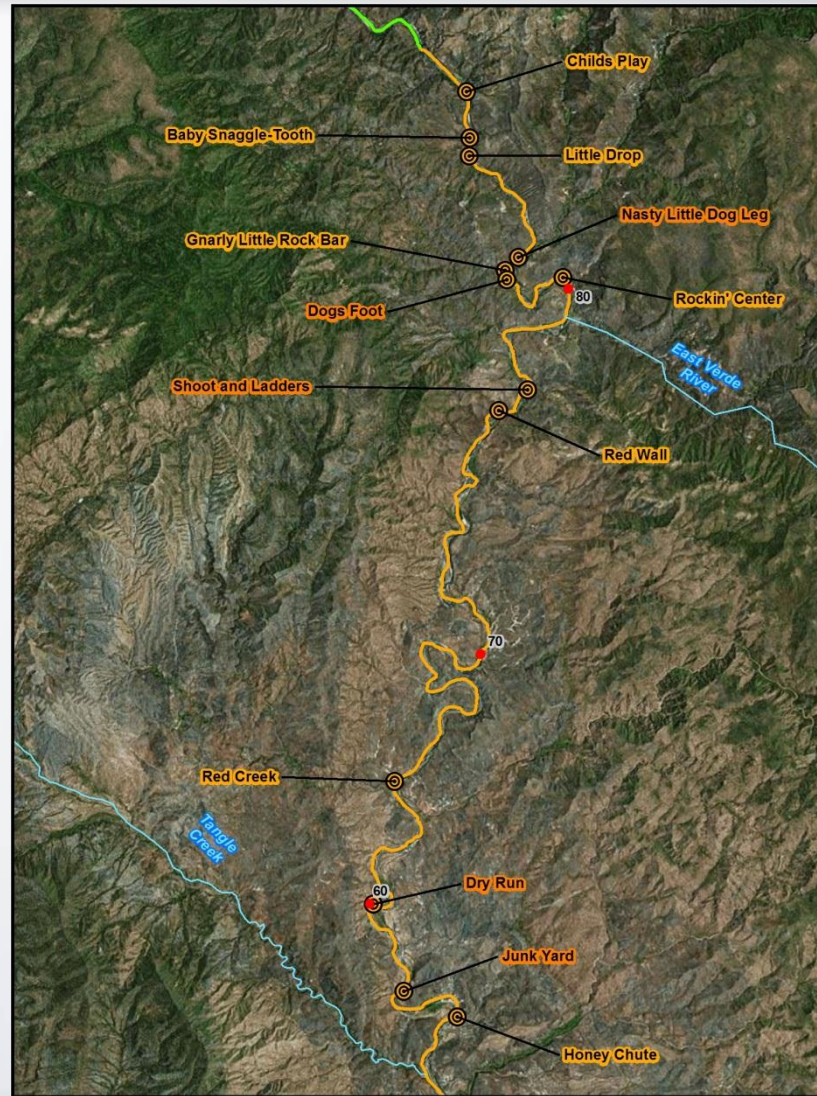 Childs Play
Baby Snaggle-Tooth
Little Drop
Nasty Little Dog Leg
Gnarly Little Rock Bar
Dogs Foot
Rockin' Center
80
East Verde
River
Shoot and Ladders
Red Wall
70
Red Creek
Tangle
Creek
60
Dry Run
Junk Yard
Honey Chute